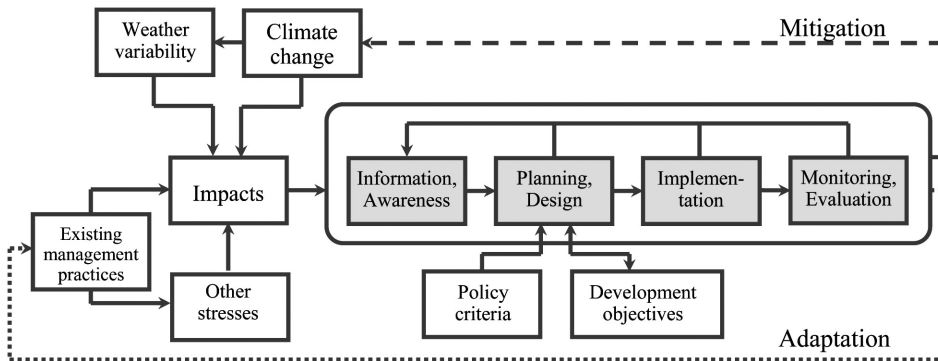 Weather
variability
Climate
change
Mitigation
Impacts
Information,
Awareness
Planning,
Design
Implemen-
tation
Monitoring,
Evaluation
Existing
management
practices
Other
stresses
Policy
criteria
Development
objectives
Adaptation